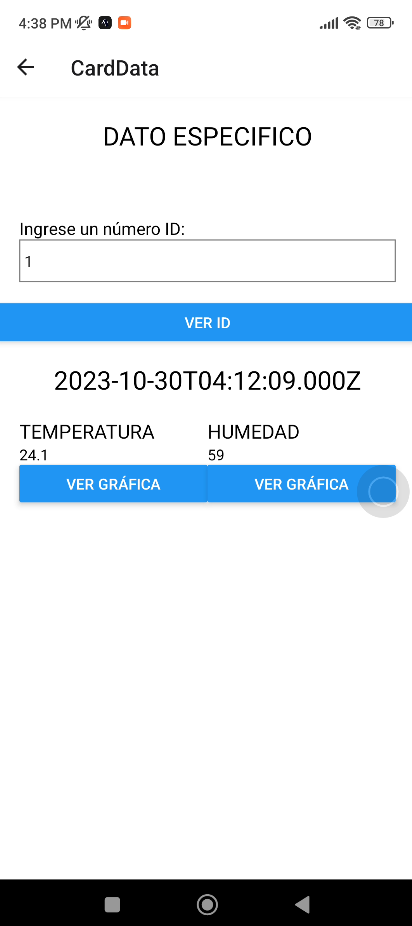 4:38 PM
78
CardData
DATO ESPECIFICO
Ingrese un número ID:
1
VER ID
2023-10-30T04:12:09.000Z
TEMPERATURA HUMEDAD
24.1 59
VER GRÁFICA VER GRÁFICA